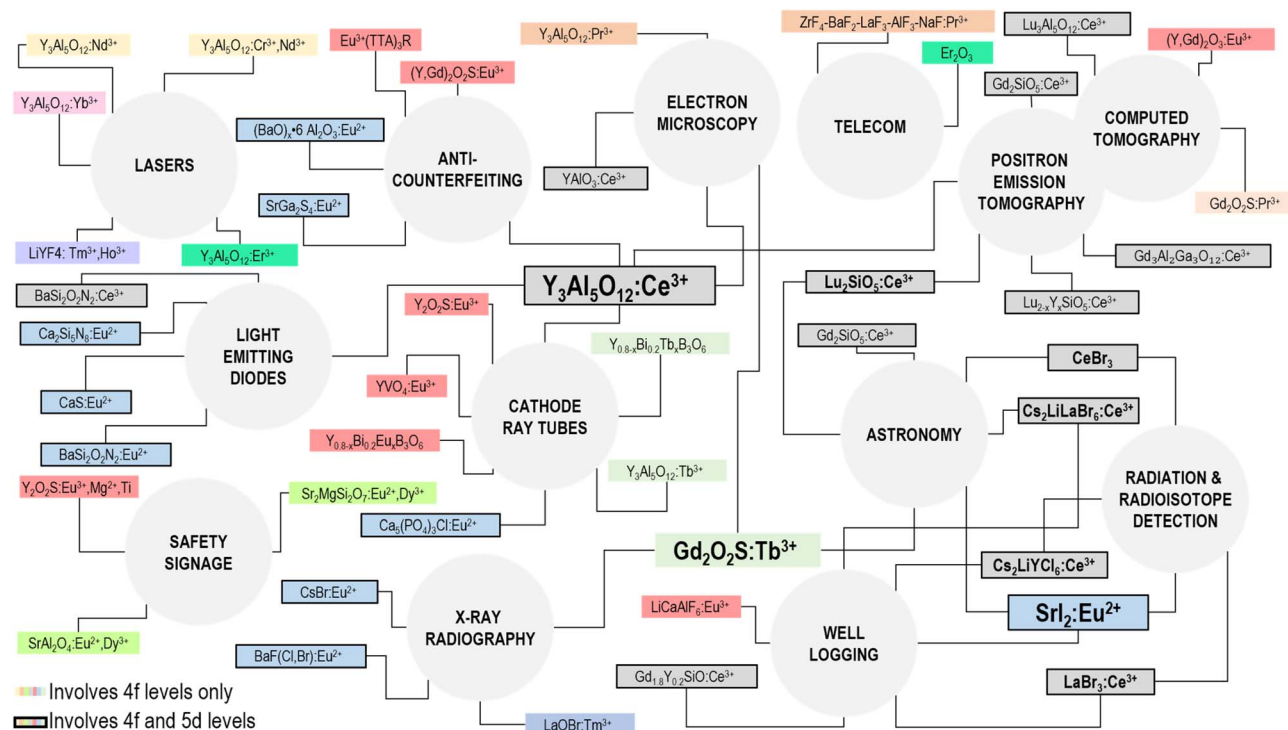 Y₃Al₅O₁₂:Nd³⁺
Y₃Al₅O₁₂:Cr³⁺,Nd³⁺
Y₃Al₅O₁₂:Yb³⁺
LASERS
LiYF4: Tm³⁺,Ho³⁺
Y₃Al₅O₁₂:Er³⁺
Eu³⁺(TTA)₃R
(Y,Gd)₂O₂S:Eu³⁺
(BaO)ₓ•6 Al₂O₃:Eu²⁺
ANTI-
COUNTERFEITING
SrGa₂S₄:Eu²⁺
Y₃Al₅O₁₂:Pr³⁺
ELECTRON
MICROSCOPY
YAlO₃:Ce³⁺
ZrF₄-BaF₂-LaF₃-AlF₃-NaF:Pr³⁺
Er₂O₃
TELECOM
Lu₃Al₅O₁₂:Ce³⁺
(Y,Gd)₂O₃:Eu³⁺
Gd₂SiO₅:Ce³⁺
COMPUTED
TOMOGRAPHY
POSITRON
EMISSION
TOMOGRAPHY
Gd₂O₂S:Pr³⁺
Gd₃Al₂Ga₃O₁₂:Ce³⁺
Lu₂SiO₅:Ce³⁺
Lu₂₋ₓYₓSiO₅:Ce³⁺
Y₃Al₅O₁₂:Ce³⁺
BaSi₂O₂N₂:Ce³⁺
Ca₂Si₅N₈:Eu²⁺
LIGHT
EMITTING
DIODES
CaS:Eu²⁺
BaSi₂O₂N₂:Eu²⁺
Y₂O₂S:Eu³⁺
Y₀.₈₋ₓBi₀.₂TbₓB₃O₆
YVO₄:Eu³⁺
CATHODE
RAY TUBES
Y₀.₈₋ₓBi₀.₂EuₓB₃O₆
Y₃Al₅O₁₂:Tb³⁺
Ca₅(PO₄)₃Cl:Eu²⁺
Gd₂SiO₅:Ce³⁺
CeBr₃
Cs₂LiLaBr₆:Ce³⁺
ASTRONOMY
RADIATION &
RADIOISOTOPE
DETECTION
Y₂O₂S:Eu³⁺,Mg²⁺,Ti
Sr₂MgSi₂O₇:Eu²⁺,Dy³⁺
SAFETY
SIGNAGE
SrAl₂O₄:Eu²⁺,Dy³⁺
Gd₂O₂S:Tb³⁺
Cs₂LiYCl₆:Ce³⁺
CsBr:Eu²⁺
X-RAY
RADIOGRAPHY
BaF(Cl,Br):Eu²⁺
LaOBr:Tm³⁺
LiCaAlF₆:Eu³⁺
SrI₂:Eu²⁺
WELL
LOGGING
Gd₁.₈Y₀.₂SiO:Ce³⁺
LaBr₃:Ce³⁺
Involves 4f levels only
Involves 4f and 5d levels